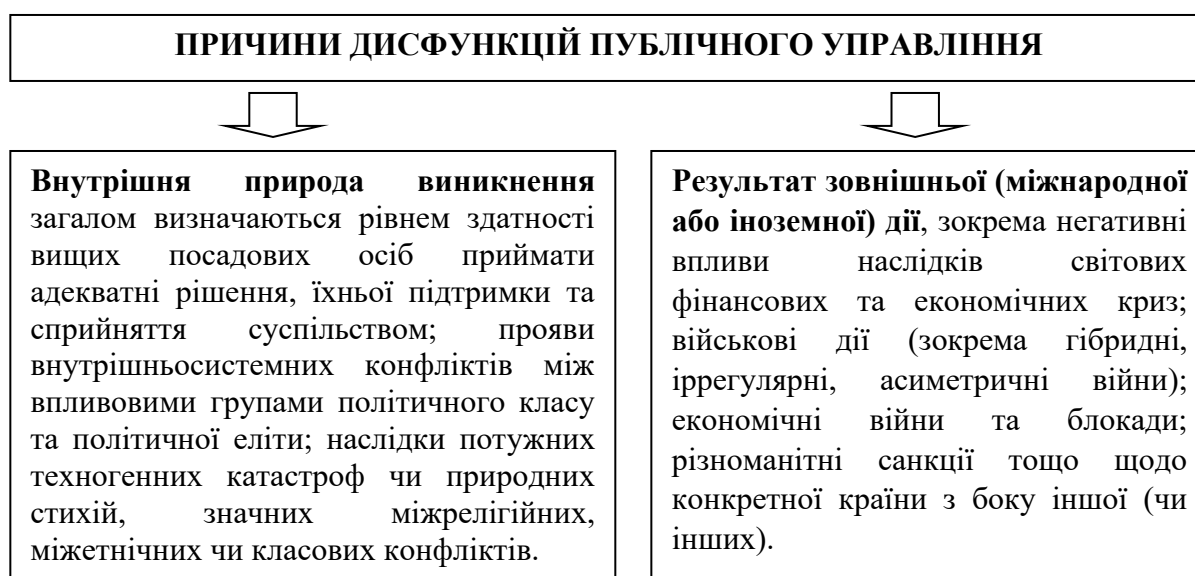 ПРИЧИНИ ДИСФУНКЦІЙ ПУБЛІЧНОГО УПРАВЛІННЯ
Внутрішня природа виникнення
загалом визначаються рівнем здатності
вищих посадових осіб приймати
адекватні рішення, їхньої підтримки та
сприйняття суспільством; прояви
внутрішньосистемних конфліктів між
впливовими групами політичного класу
та політичної еліти; наслідки потужних
техногенних катастроф чи природних
стихій, значних міжрелігійних,
міжетнічних чи класових конфліктів.
Результат зовнішньої (міжнародної
або іноземної) дії, зокрема негативні
впливи наслідків світових
фінансових та економічних криз;
військові дії (зокрема гібридні,
іррегулярні, асиметричні війни);
економічні війни та блокади;
різноманітні санкції тощо щодо
конкретної країни з боку іншої (чи
інших).